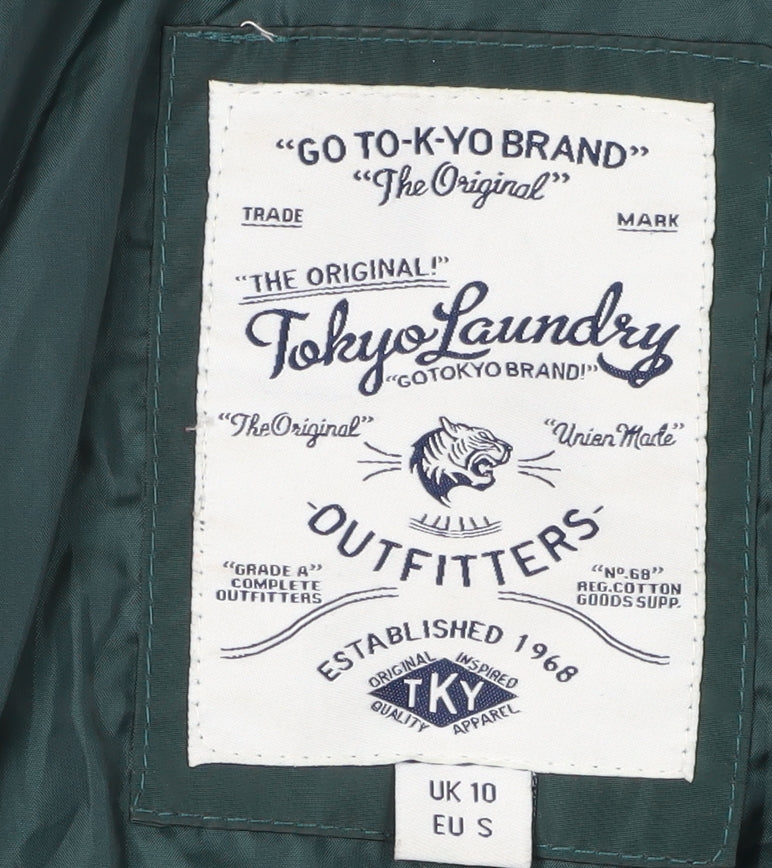 “GO TO-K-YO BRAND”
“The Original”
TRADE MARK
“THE ORIGINAL!”
Tokyo Laundry
“GOTOKYO BRAND!”
“The Original” “Union Made”
-OUTFITTERS-
“GRADE A”
COMPLETE
OUTFITTERS
“Nº.68”
REG.COTTON
GOODS SUPP.
ESTABLISHED 1968
ORIGINAL INSPIRED
TKY
QUALITY APPAREL
UK 10
EU S